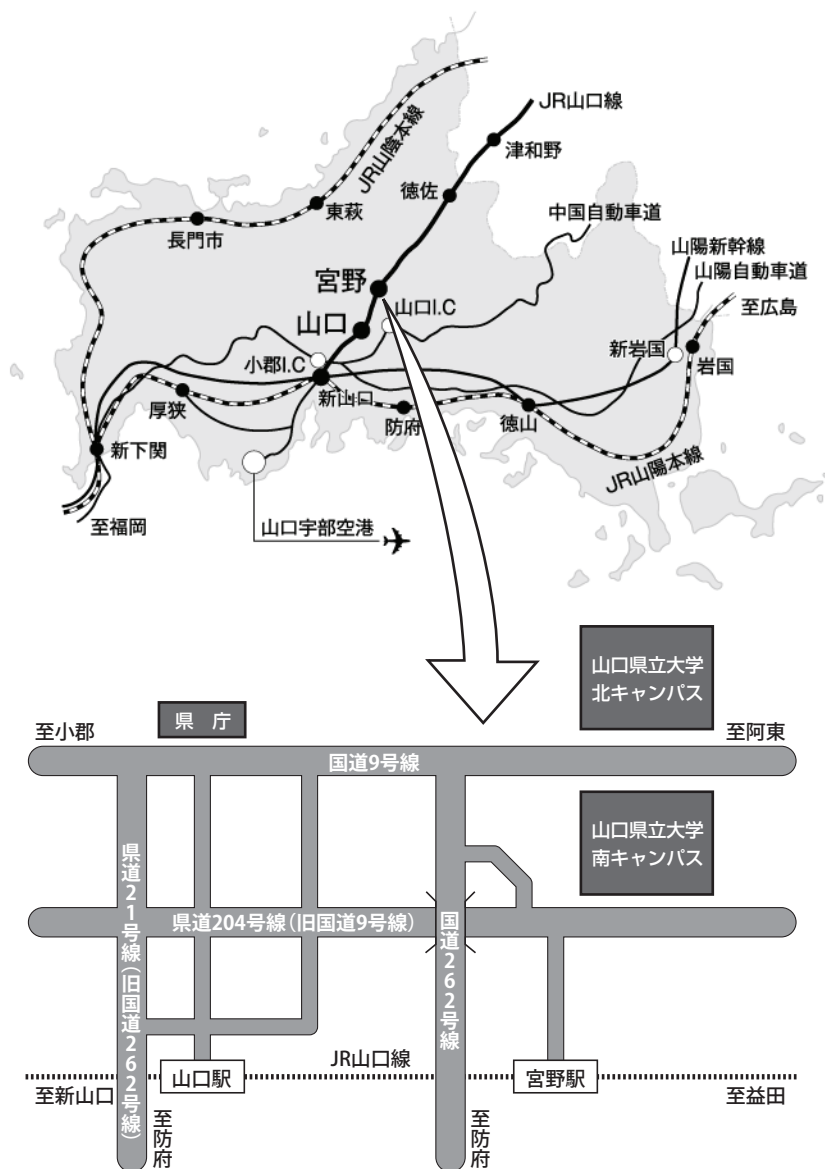 JR山口線
JR山陰本線
津和野
徳佐
東萩
長門市
中国自動車道
山陽新幹線
山陽自動車道
至広島
宮野
山口I.C
山口
小郡I.C
新岩国
岩国
厚狭
新山口
防府
徳山
新下関
JR山陽本線
至福岡
山口宇部空港
山口県立大学
北キャンパス
県 庁
至小郡
至阿東
国道9号線
山口県立大学
南キャンパス
県道21号線(旧国道262号線)
県道204号線(旧国道9号線)
国道262号線
JR山口線
山口駅
宮野駅
至新山口
至益田
至防府
至防府